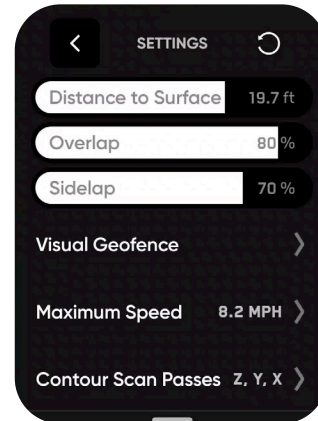 SETTINGS
Distance to Surface 19.7 ft
Overlap 80 %
Sidelap 70 %
Visual Geofence
Maximum Speed 8.2 MPH
Contour Scan Passes Z, Y, X